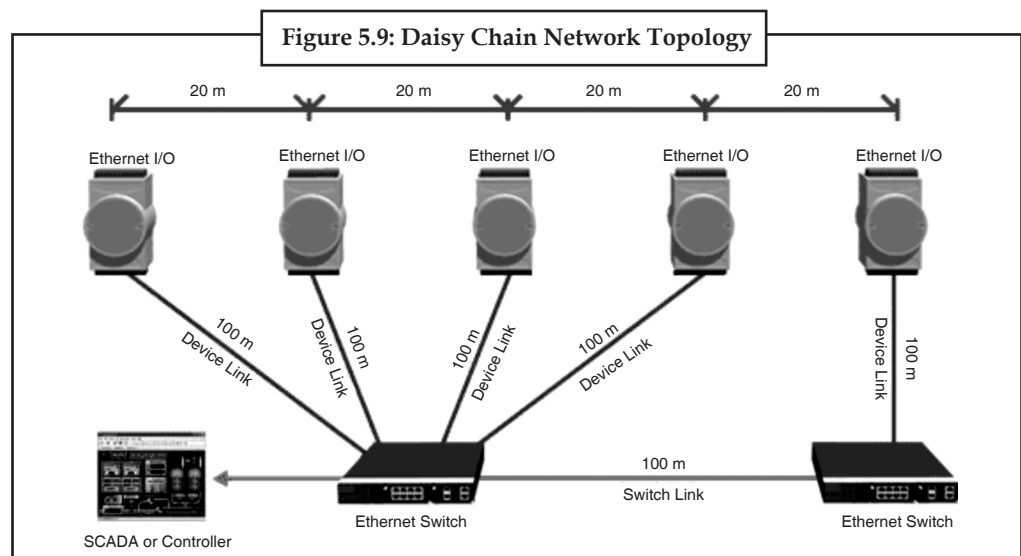 Figure 5.9: Daisy Chain Network Topology
20 m 20 m 20 m 20 m
Ethernet I/O Ethernet I/O Ethernet I/O Ethernet I/O Ethernet I/O
100 m 100 m 100 m 100 m 100 m
Device Link Device Link Device Link Device Link Device Link
100 m
Switch Link
Ethernet Switch Ethernet Switch
SCADA or Controller